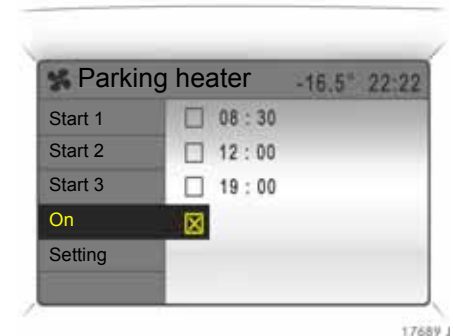 Parking heater -16.5° 22:22
Start 1 08 : 30
Start 2 12 : 00
Start 3 19 : 00
On
Setting
17689 J